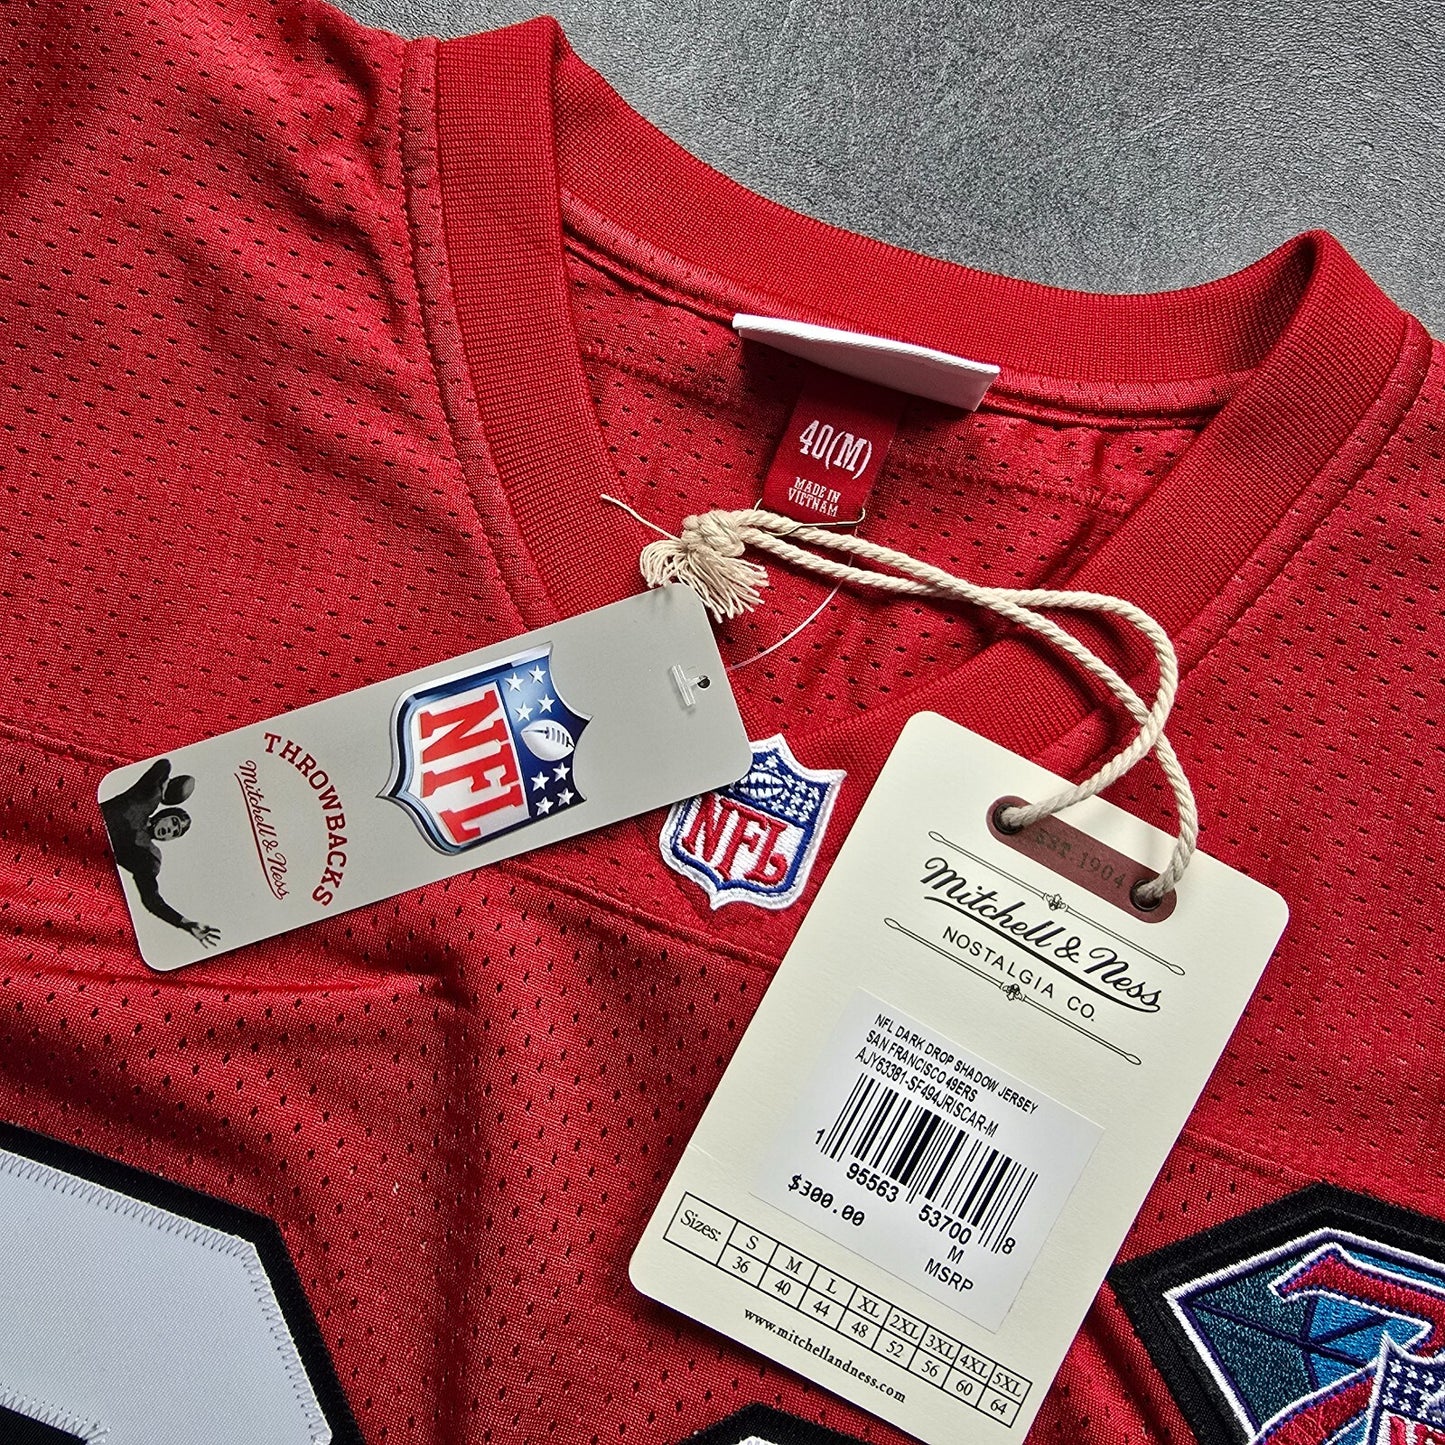 40(M)
MADE IN
VIETNAM
THROWBACKS
Mitchell & Ness
NFL
NFL
EST. 1904
Mitchell & Ness
NOSTALGIA CO.
NFL DARK DROP SHADOW JERSEY
SAN FRANCISCO 49ERS
AJY63381-SF494JRISCAR-M
1 95563 53700 8
$300.00
M
MSRP
Sizes: S M L XL 2XL 3XL 4XL 5XL
36 40 44 48 52 56 60 64
www.mitchellandness.com